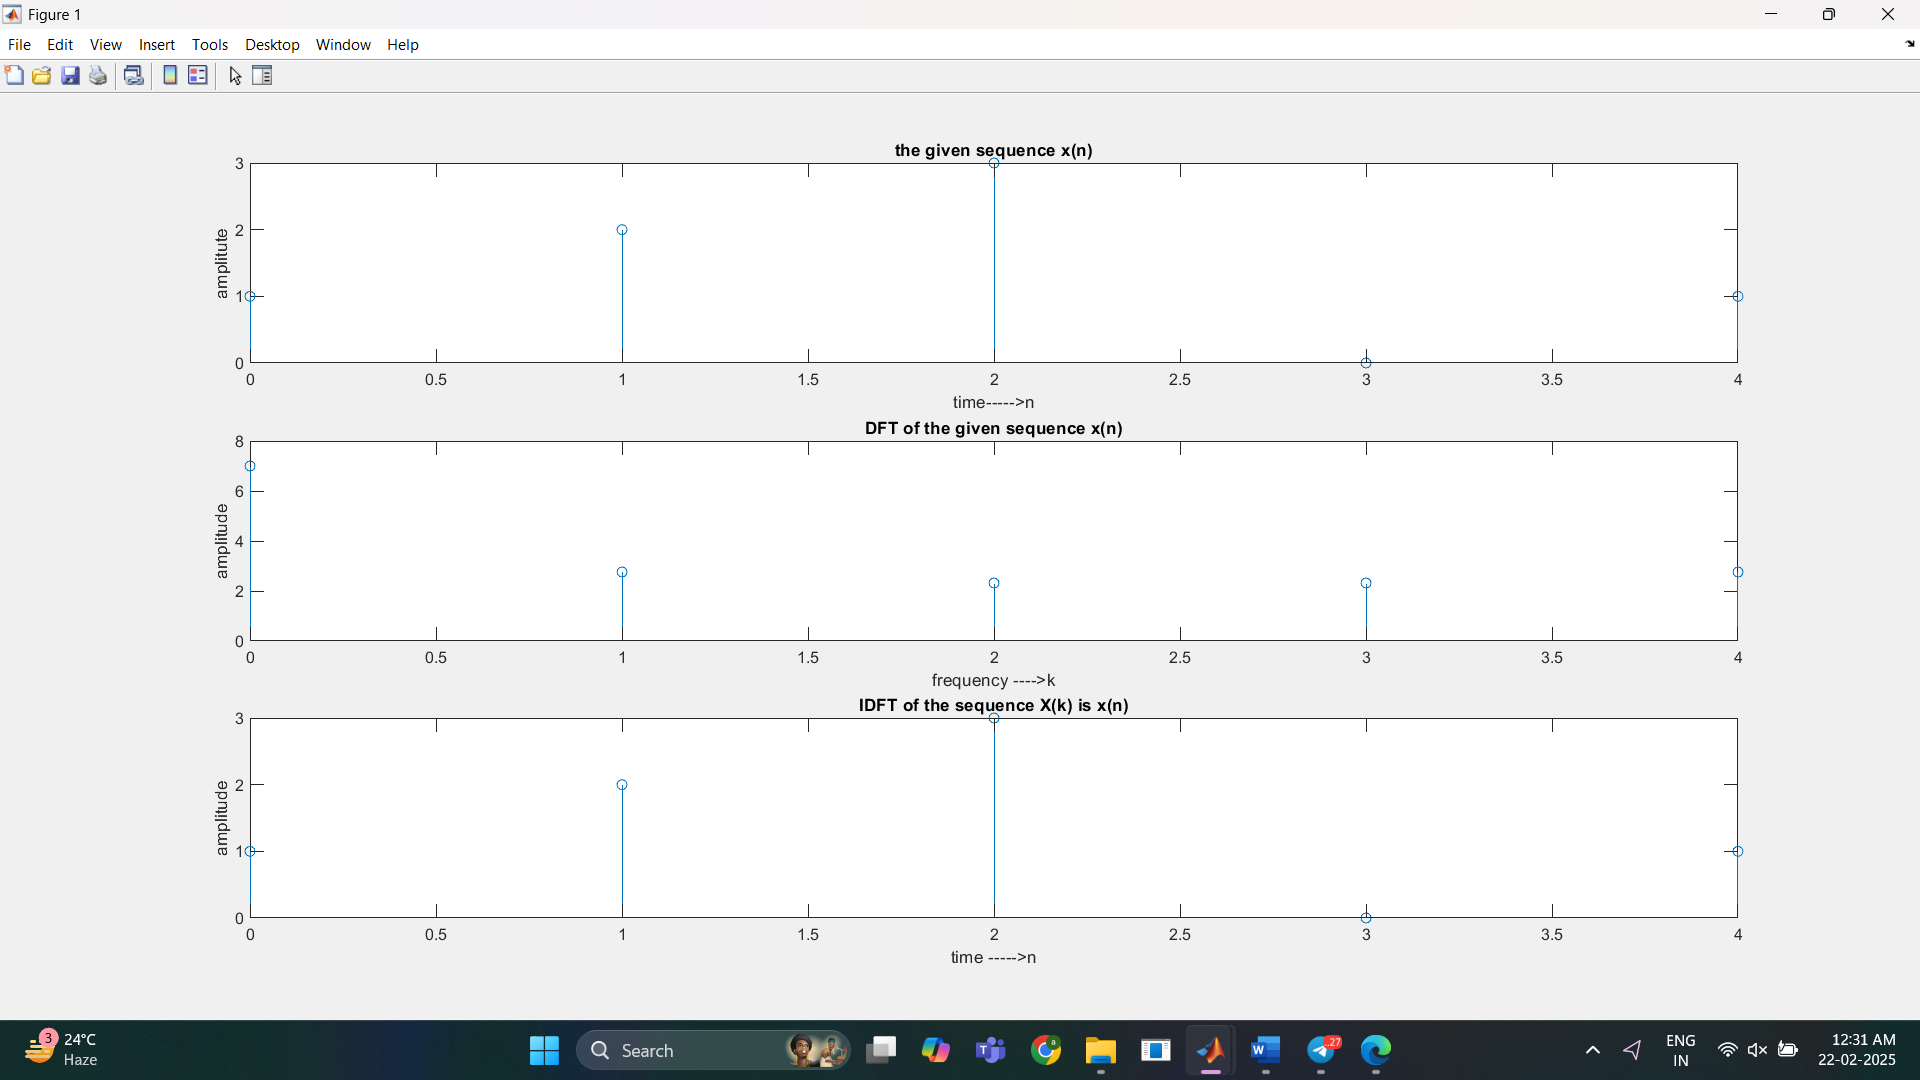 Figure 1
File Edit View Insert Tools Desktop Window Help
the given sequence x(n)
3
2
1
0
amplitute
0 0.5 1 1.5 2 2.5 3 3.5 4
time----->n
DFT of the given sequence x(n)
8
6
4
2
0
amplitude
0 0.5 1 1.5 2 2.5 3 3.5 4
frequency ---->k
IDFT of the sequence X(k) is x(n)
3
2
1
0
amplitude
0 0.5 1 1.5 2 2.5 3 3.5 4
time ----->n
3 24°C
Haze
Search
a
T
W
27
ENG
IN
12:31 AM
22-02-2025